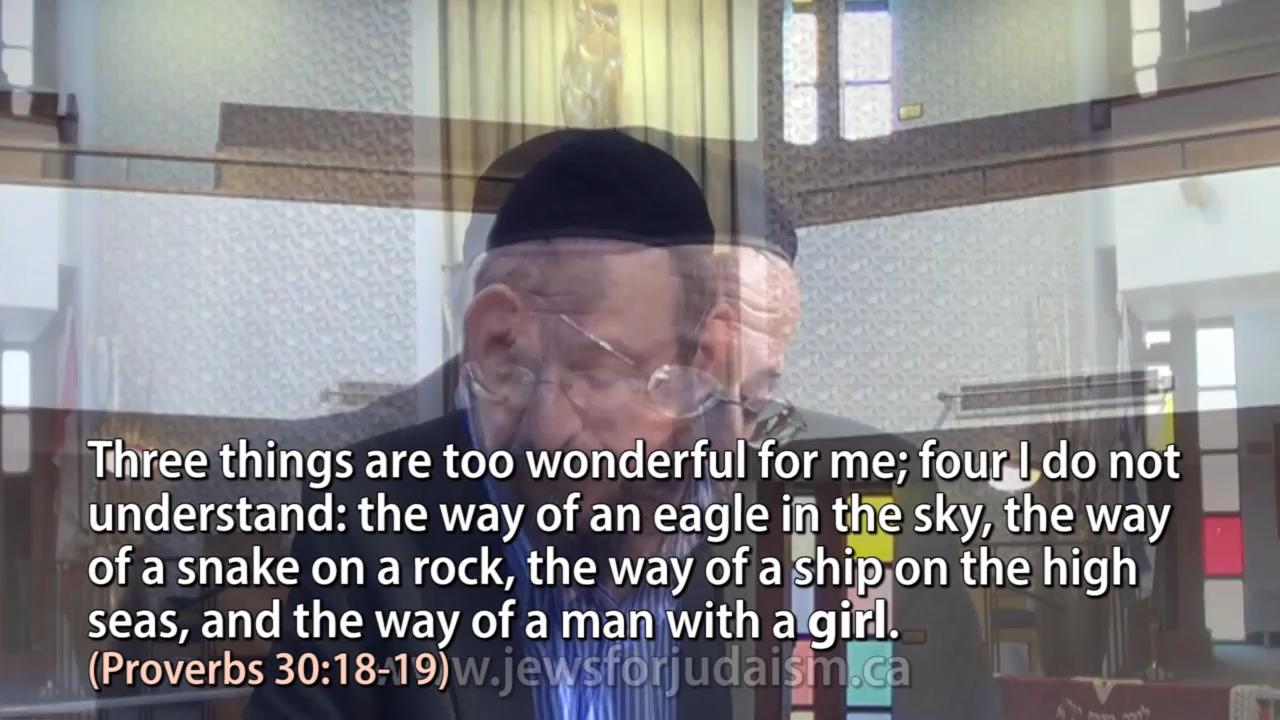 Three things are too wonderful for me; four I do not
understand: the way of an eagle in the sky, the way
of a snake on a rock, the way of a ship on the high
seas, and the way of a man with a girl.
(Proverbs 30:18-19)
www.jewsforjudaism.ca